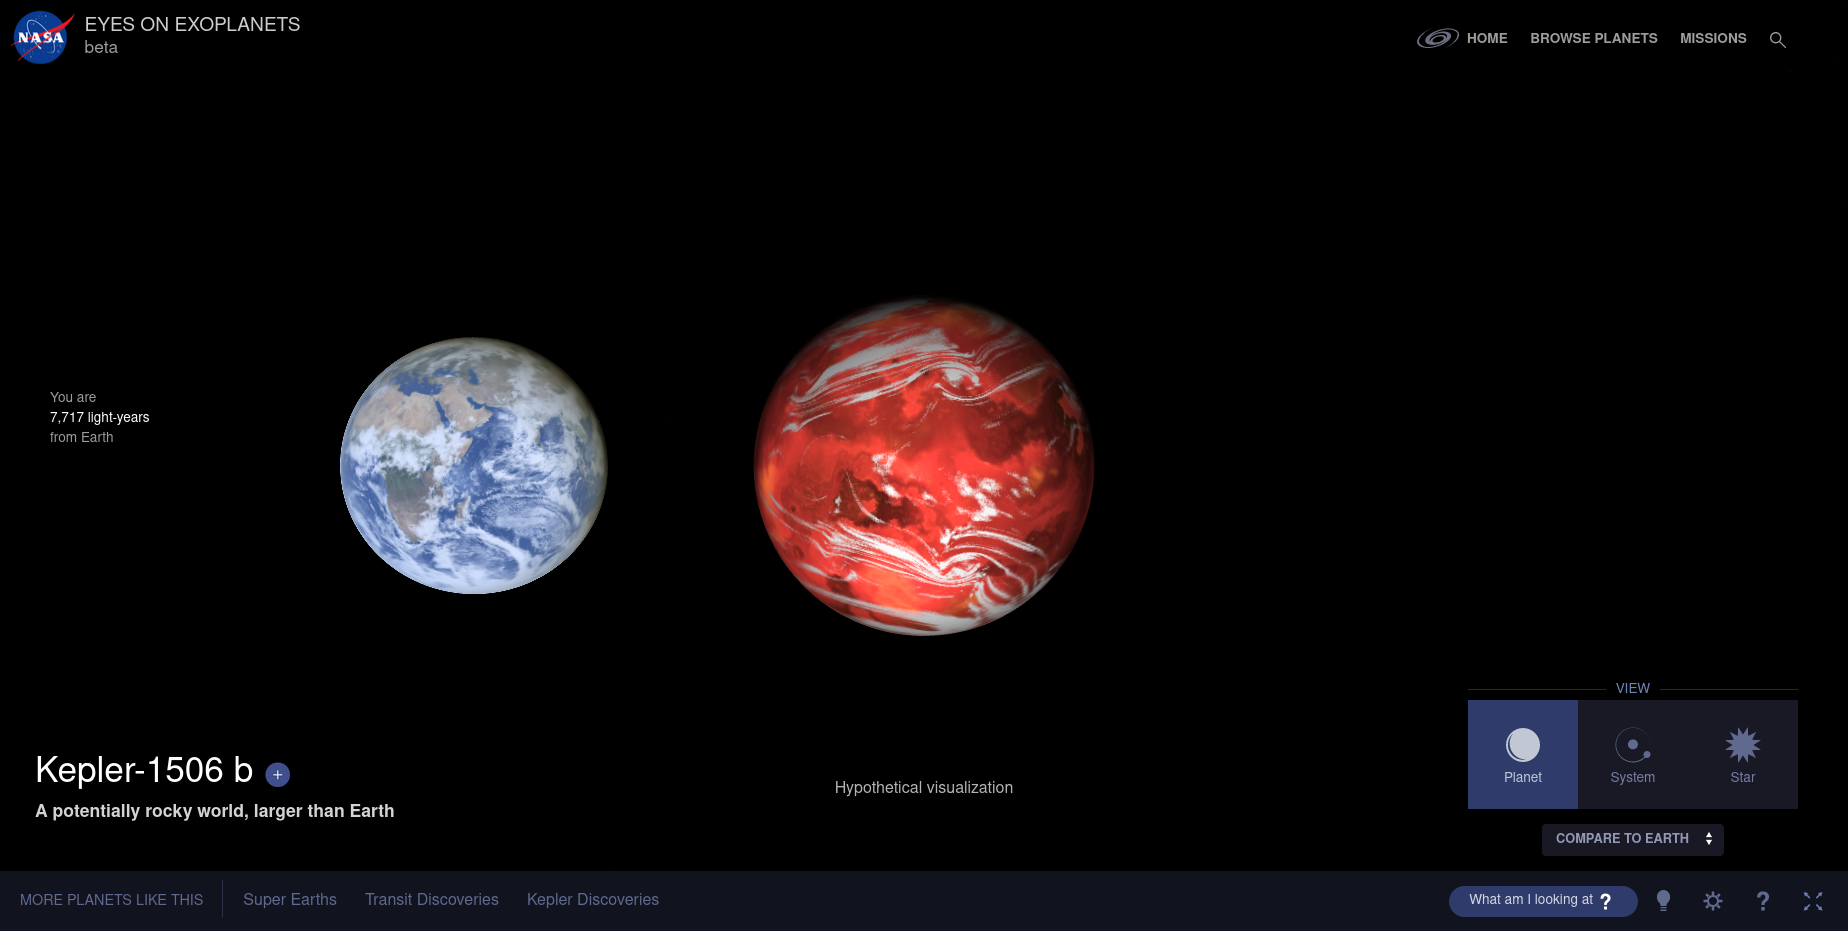 NASA
EYES ON EXOPLANETS
beta
HOME
BROWSE PLANETS
MISSIONS
You are
7,717 light-years
from Earth
Kepler-1506 b +
A potentially rocky world, larger than Earth
Hypothetical visualization
VIEW
Planet
System
Star
COMPARE TO EARTH
MORE PLANETS LIKE THIS
Super Earths
Transit Discoveries
Kepler Discoveries
What am I looking at ?
?